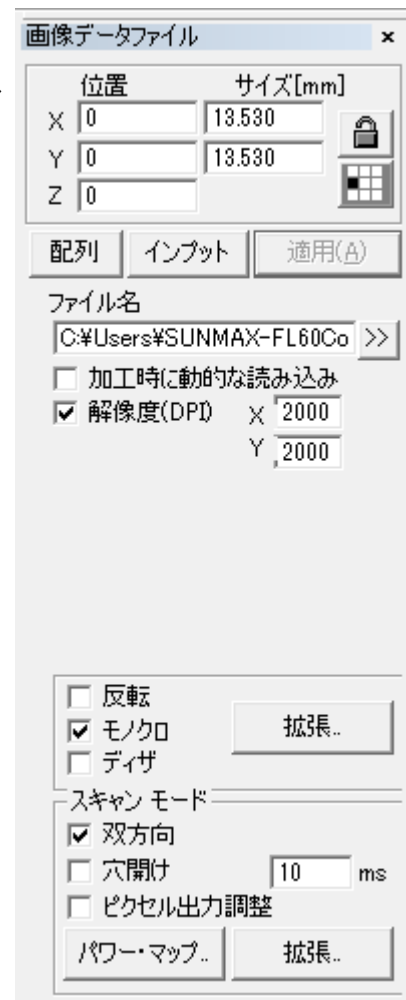 画像データファイル ×
位置 サイズ[mm]
X 0 13.530
Y 0 13.530
Z 0
配列 インプット 適用(A)
ファイル名
C:¥Users¥SUNMAX-FL60Co >>
加工時に動的な読み込み
解像度(DPI) X 2000
Y 2000
反転
モノクロ 拡張..
ディザ
スキャン モード
双方向
穴開け 10 ms
ピクセル出力調整
パワー・マップ.. 拡張..